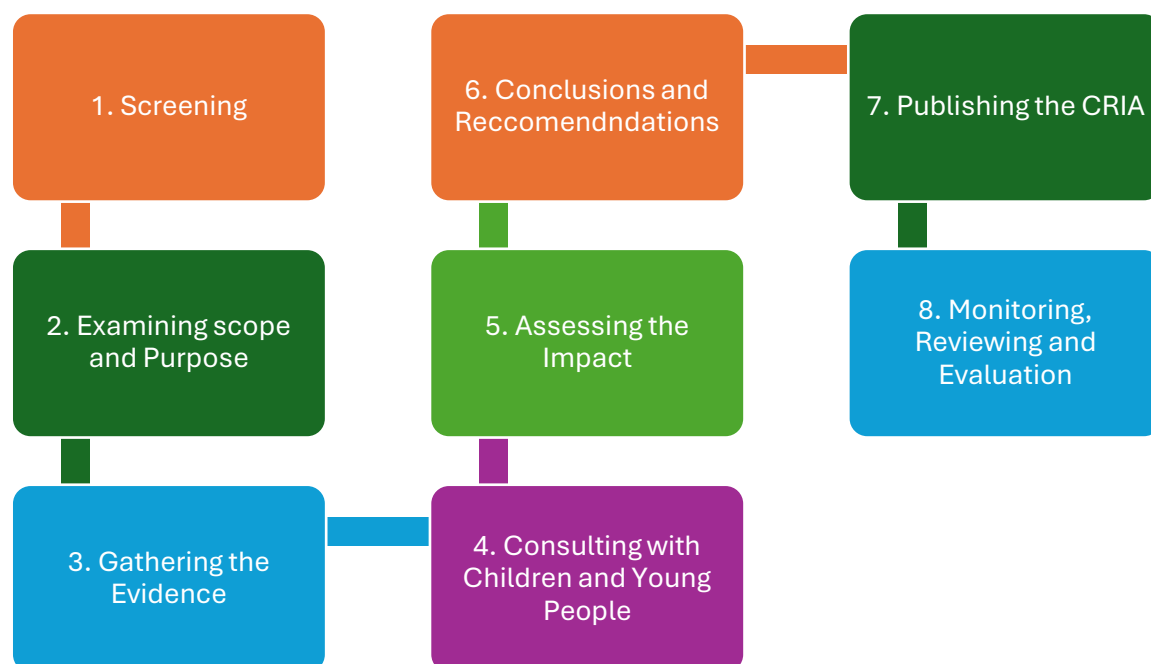 1. Screening
2. Examining scope
and Purpose
3. Gathering the
Evidence
4. Consulting with
Children and Young
People
5. Assessing the
Impact
6. Conclusions and
Reccomendndations
7. Publishing the CRIA
8. Monitoring,
Reviewing and
Evaluation